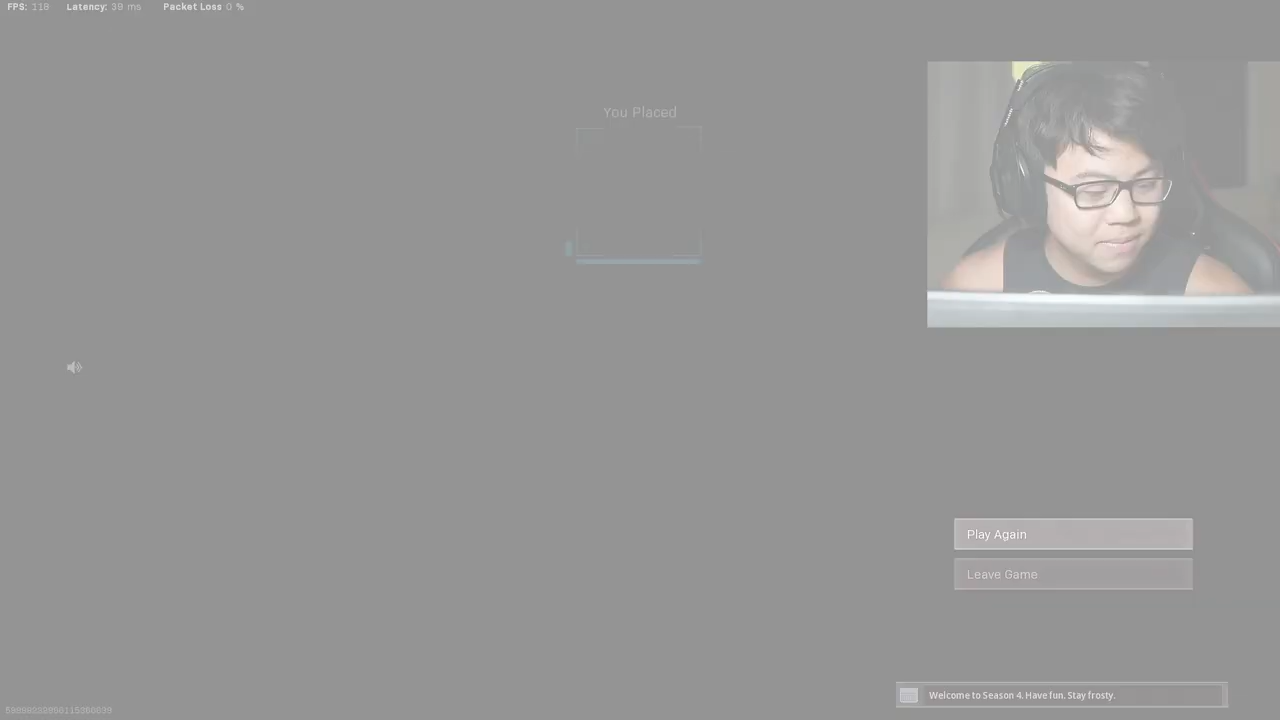 FPS: 118 Latency: 39 ms Packet Loss 0 %
You Placed
Play Again
Leave Game
Welcome to Season 4. Have fun. Stay frosty.